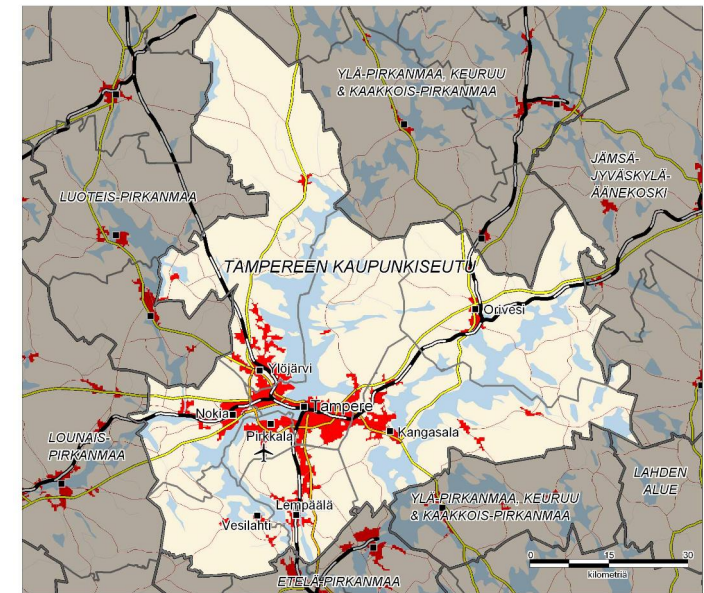 YLÄ-PIRKANMAA, KEURUU
& KAAKKOIS-PIRKANMAA
JÄMSÄ-
JYVÄSKYLÄ-
ÄÄNEKOSKI
LUOTEIS-PIRKANMAA
TAMPEREEN KAUPUNKISEUTU
Orivesi
Ylöjärvi
Nokia
Tampere
Pirkkala
Kangasala
LOUNAIS-
PIRKANMAA
LAHDEN
ALUE
YLÄ-PIRKANMAA, KEURUU
& KAAKKOIS-PIRKANMAA
Lempäälä
Vesilahti
0 15 30
kilometriä
ETELÄ-PIRKANMAA